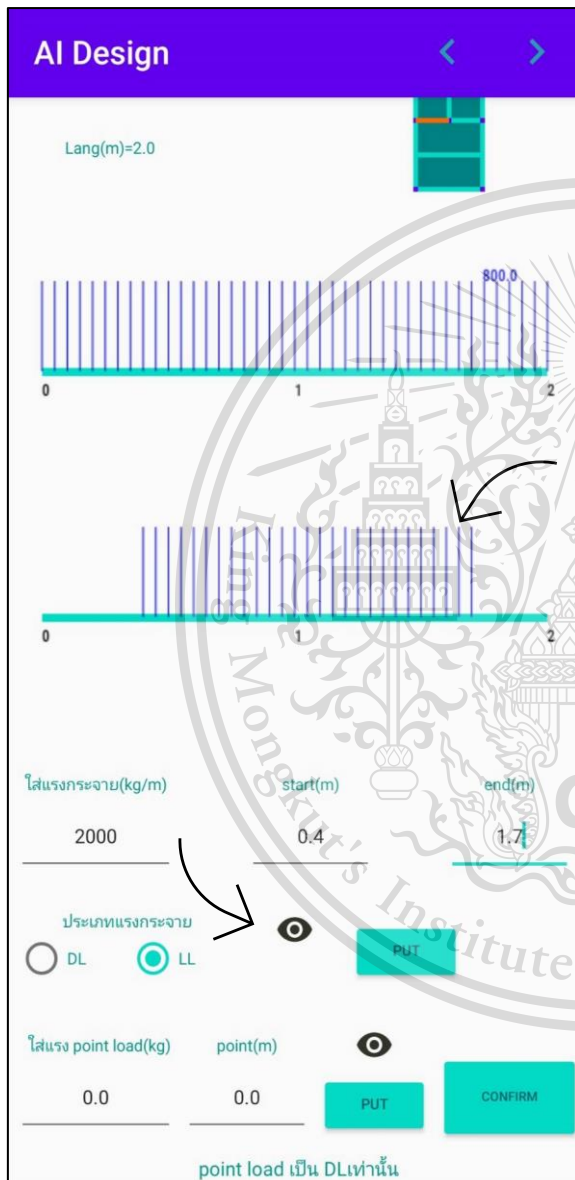 AI Design
Lang(m)=2.0
800.0
0 1 2
0 1 2
ใส่แรงกระจาย(kg/m) start(m) end(m)
2000 0.4 1.7
ประเภทแรงกระจาย
DL LL PUT
ใส่แรง point load(kg) point(m)
0.0 0.0 PUT CONFIRM
point load เป็น DLเท่านั้น
King Mongkut's Institute